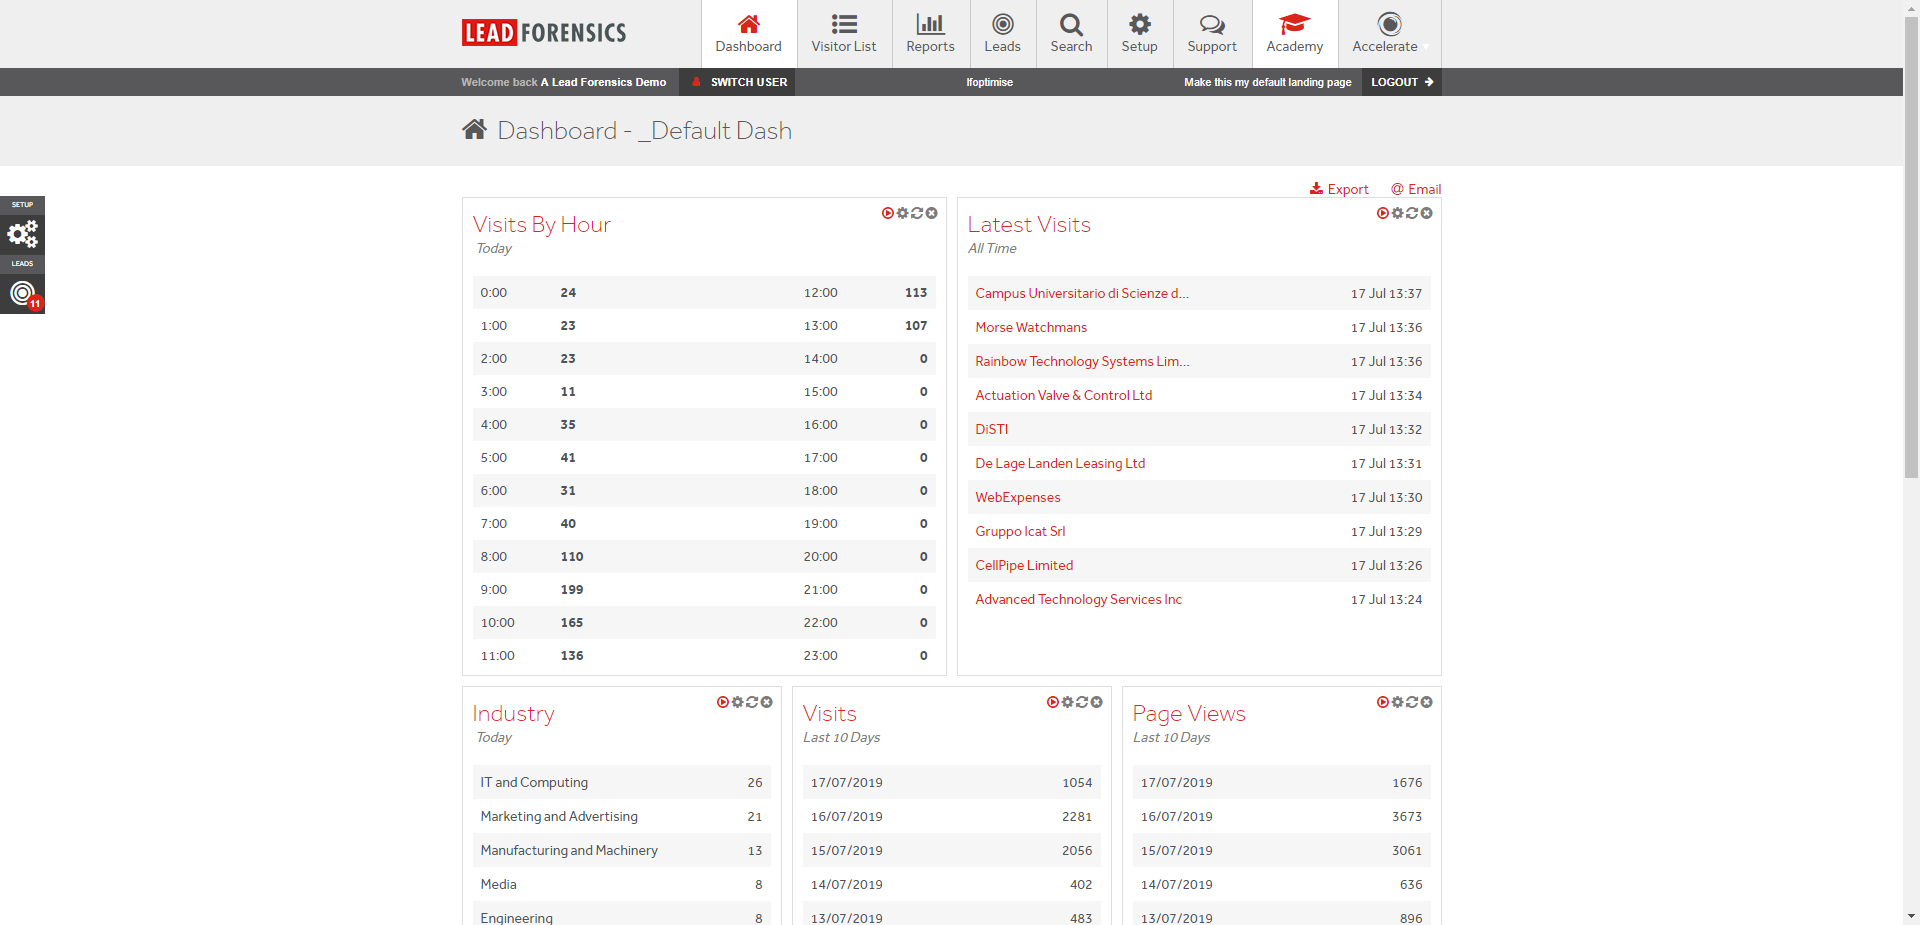 LEAD FORENSICS
Dashboard
Visitor List
Reports
Leads
Search
Setup
Support
Academy
Accelerate
Welcome back A Lead Forensics Demo
SWITCH USER
lfoptimise
Make this my default landing page
LOGOUT
Dashboard - _Default Dash
SETUP
LEADS
11
Export
@ Email
Visits By Hour
Today
0:00 24 12:00 113
1:00 23 13:00 107
2:00 23 14:00 0
3:00 11 15:00 0
4:00 35 16:00 0
5:00 41 17:00 0
6:00 31 18:00 0
7:00 40 19:00 0
8:00 110 20:00 0
9:00 199 21:00 0
10:00 165 22:00 0
11:00 136 23:00 0
Latest Visits
All Time
Campus Universitario di Scienze d... 17 Jul 13:37
Morse Watchmans 17 Jul 13:36
Rainbow Technology Systems Lim... 17 Jul 13:36
Actuation Valve & Control Ltd 17 Jul 13:34
DiSTI 17 Jul 13:32
De Lage Landen Leasing Ltd 17 Jul 13:31
WebExpenses 17 Jul 13:30
Gruppo Icat Srl 17 Jul 13:29
CellPipe Limited 17 Jul 13:26
Advanced Technology Services Inc 17 Jul 13:24
Industry
Today
IT and Computing 26
Marketing and Advertising 21
Manufacturing and Machinery 13
Media 8
Engineering 8
Visits
Last 10 Days
17/07/2019 1054
16/07/2019 2281
15/07/2019 2056
14/07/2019 402
13/07/2019 483
Page Views
Last 10 Days
17/07/2019 1676
16/07/2019 3673
15/07/2019 3061
14/07/2019 636
13/07/2019 896